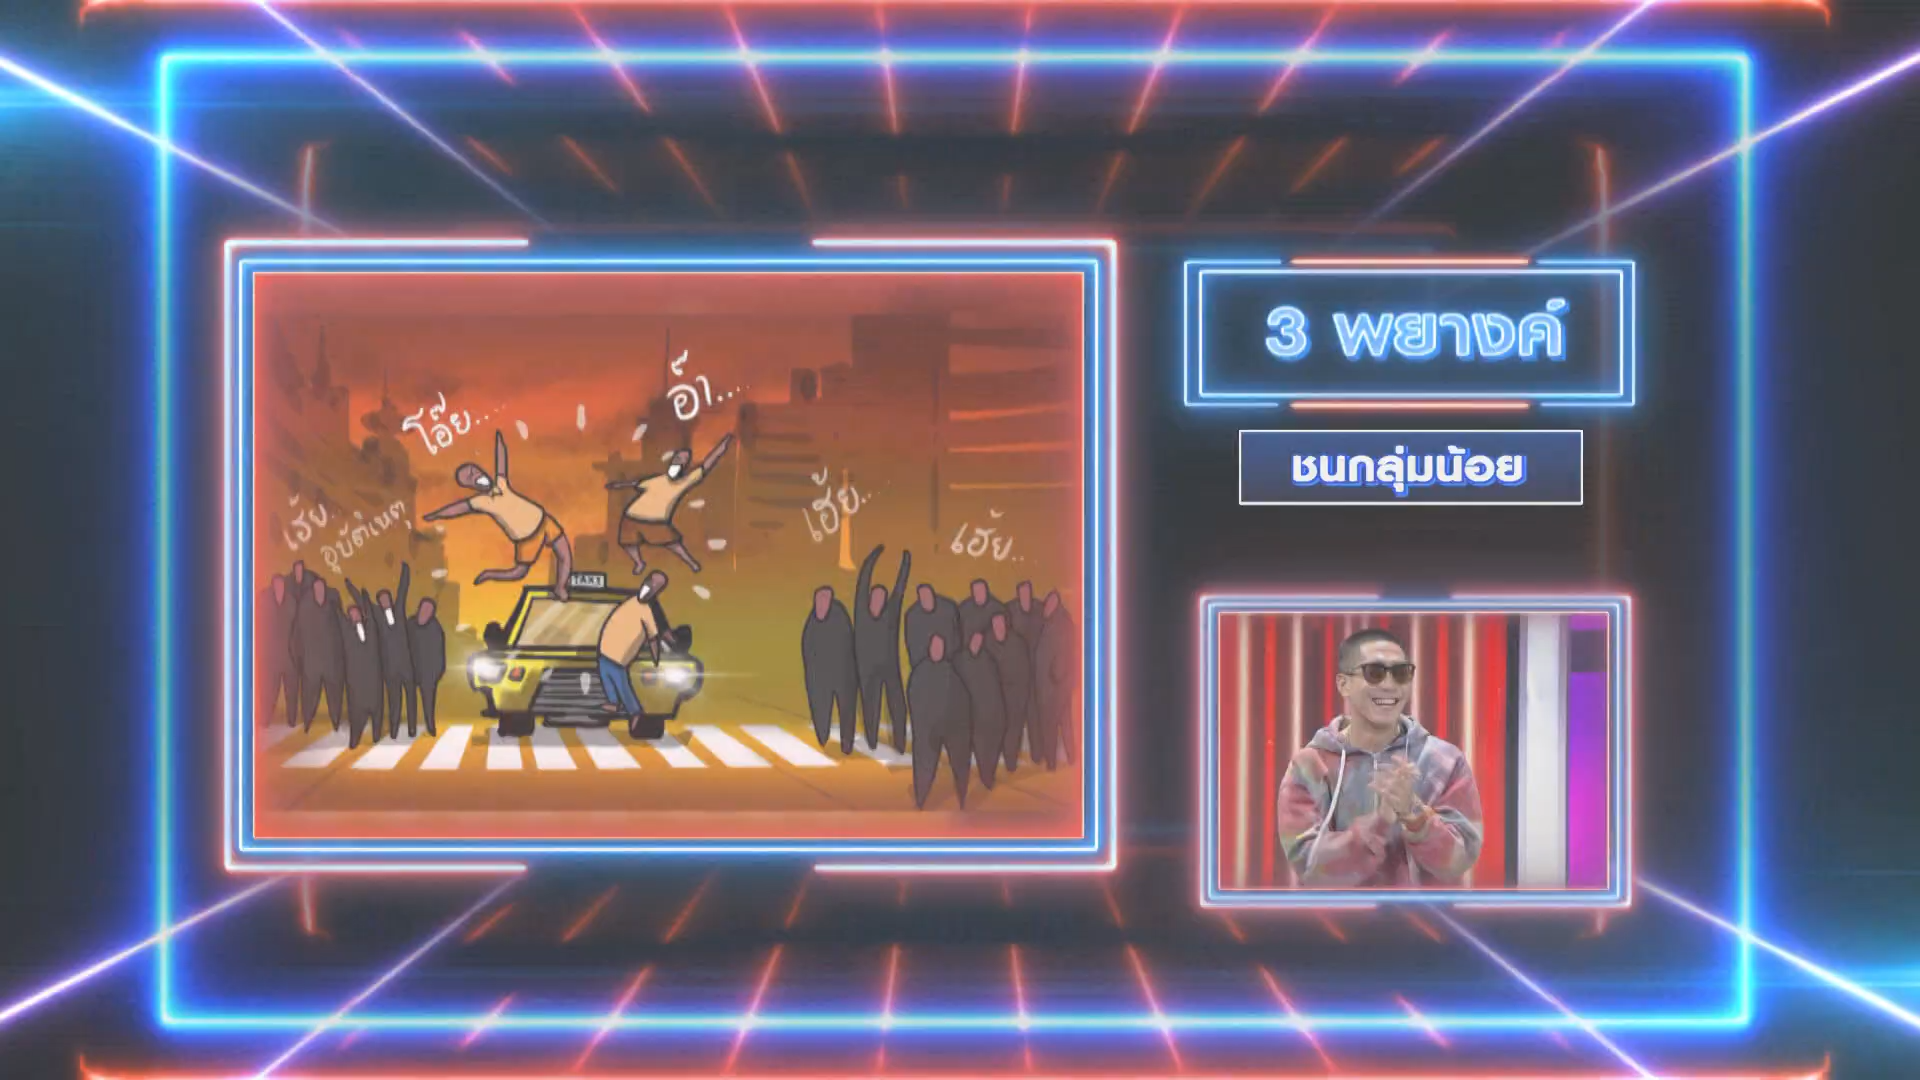 3 พยางค์
ชนกลุ่มน้อย
โอ๊ย....
อ๊า....
เฮ้ย..
อุบัติเหตุ
เฮ้ย..
เฮ้ย..
TAXI